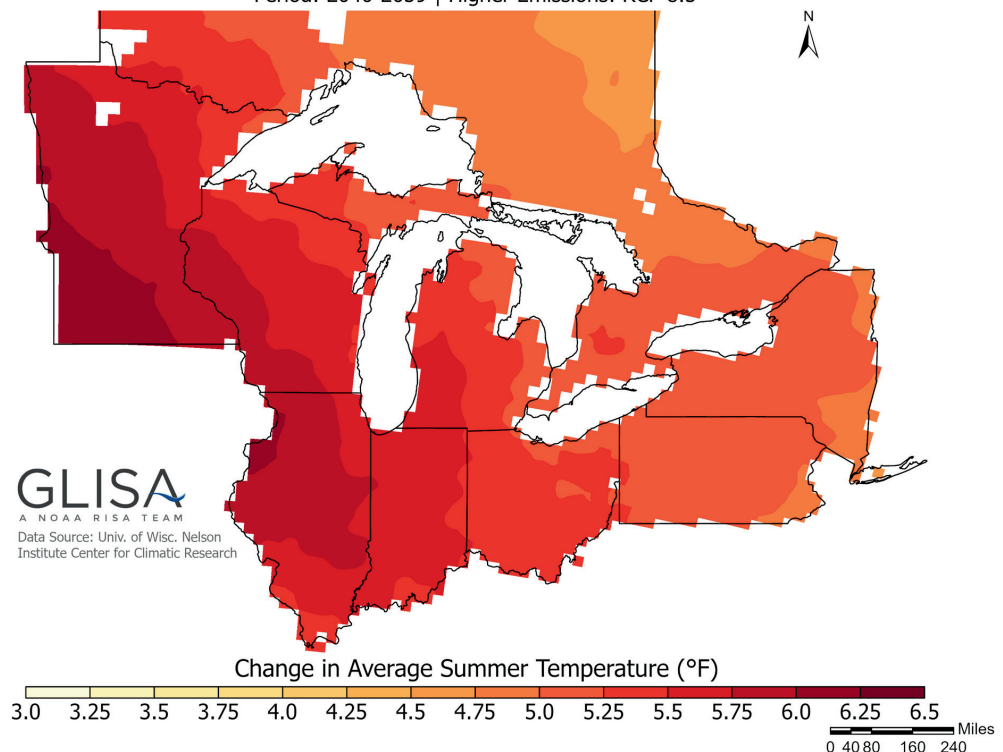 N
GLISA
A NOAA RISA TEAM
Data Source: Univ. of Wisc. Nelson
Institute Center for Climatic Research
Change in Average Summer Temperature (°F)
3.0 3.25 3.5 3.75 4.0 4.25 4.5 4.75 5.0 5.25 5.5 5.75 6.0 6.25 6.5
Miles
0 40 80 160 240